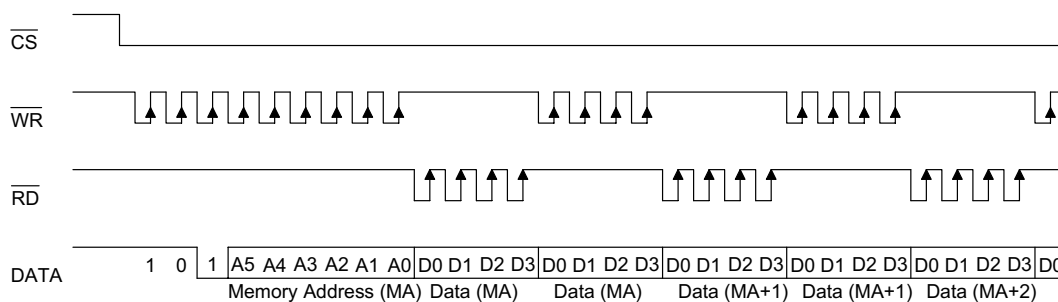 CS
WR
RD
DATA 1 0 1 A5 A4 A3 A2 A1 A0 D0 D1 D2 D3 D0 D1 D2 D3 D0 D1 D2 D3 D0 D1 D2 D3 D0 D1 D2 D3 D0
Memory Address (MA) Data (MA) Data (MA) Data (MA+1) Data (MA+1) Data (MA+2)